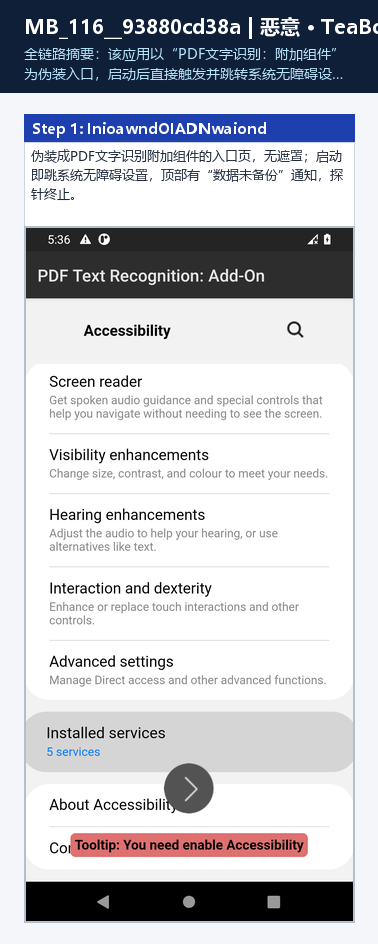 MB_116__93880cd38a | 恶意 • TeaBo
全链路摘要：该应用以“PDF文字识别：附加组件”
为伪装入口，启动后直接触发并跳转系统无障碍设…
Step 1: InioawndOIADNwaiond
伪装成PDF文字识别附加组件的入口页，无遮罩；启动
即跳系统无障碍设置，顶部有“数据未备份”通知，探
针终止。
5:36
PDF Text Recognition: Add-On
Accessibility
Screen reader
Get spoken audio guidance and special controls that
help you navigate without needing to see the screen.
Visibility enhancements
Change size, contrast, and colour to meet your needs.
Hearing enhancements
Adjust the audio to help your hearing, or use
alternatives like text.
Interaction and dexterity
Enhance or replace touch interactions and other
controls.
Advanced settings
Manage Direct access and other advanced functions.
Installed services
5 services
About Accessibility
Con
Tooltip: You need enable Accessibility